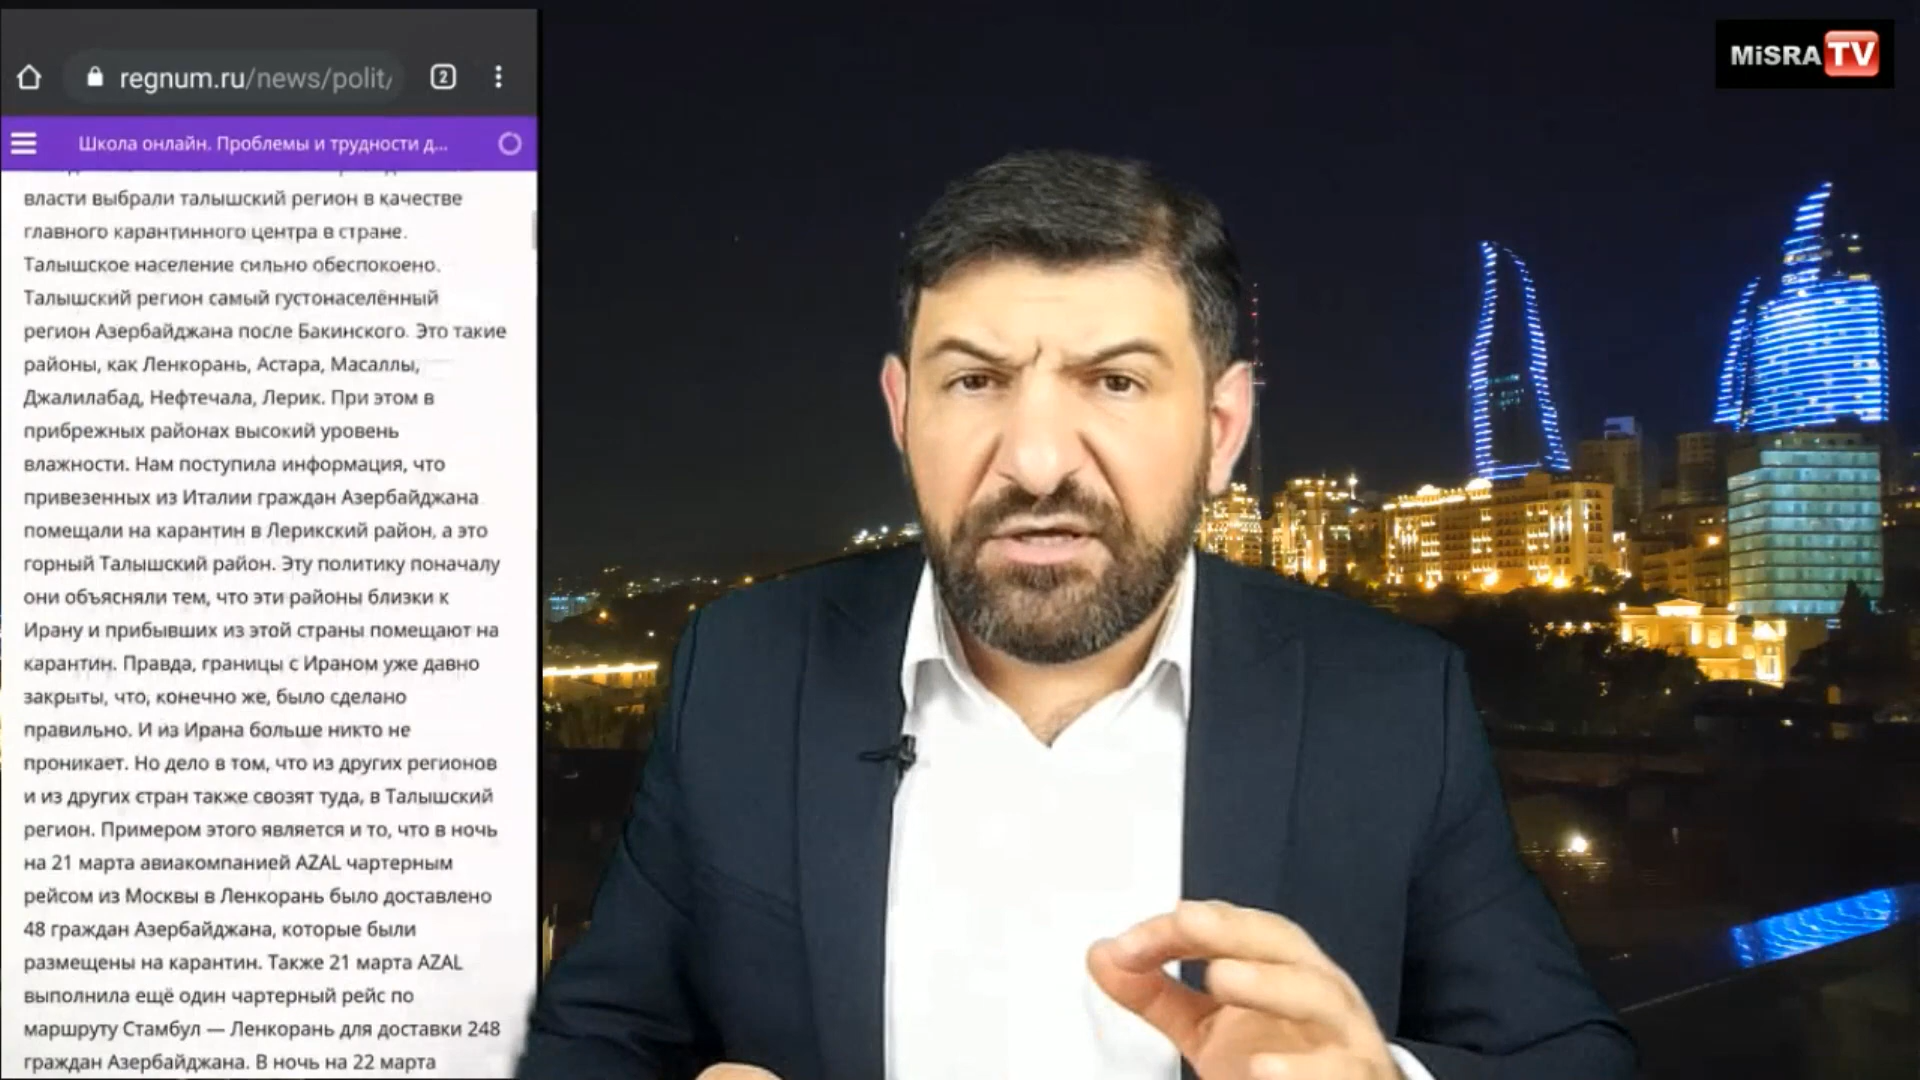 MiSRA TV
regnum.ru/news/polit/
2
Школа онлайн. Проблемы и трудности д...
власти выбрали талышский регион в качестве
главного карантинного центра в стране.
Талышское население сильно обеспокоено.
Талышский регион самый густонаселённый
регион Азербайджана после Бакинского. Это такие
районы, как Ленкорань, Астара, Масаллы,
Джалилабад, Нефтечала, Лерик. При этом в
прибрежных районах высокий уровень
влажности. Нам поступила информация, что
привезенных из Италии граждан Азербайджана
помещали на карантин в Лерикский район, а это
горный Талышский район. Эту политику поначалу
они объясняли тем, что эти районы близки к
Ирану и прибывших из этой страны помещают на
карантин. Правда, границы с Ираном уже давно
закрыты, что, конечно же, было сделано
правильно. И из Ирана больше никто не
проникает. Но дело в том, что из других регионов
и из других стран также свозят туда, в Талышский
регион. Примером этого является и то, что в ночь
на 21 марта авиакомпанией AZAL чартерным
рейсом из Москвы в Ленкорань было доставлено
48 граждан Азербайджана, которые были
размещены на карантин. Также 21 марта AZAL
выполнила ещё один чартерный рейс по
маршруту Стамбул — Ленкорань для доставки 248
граждан Азербайджана. В ночь на 22 марта